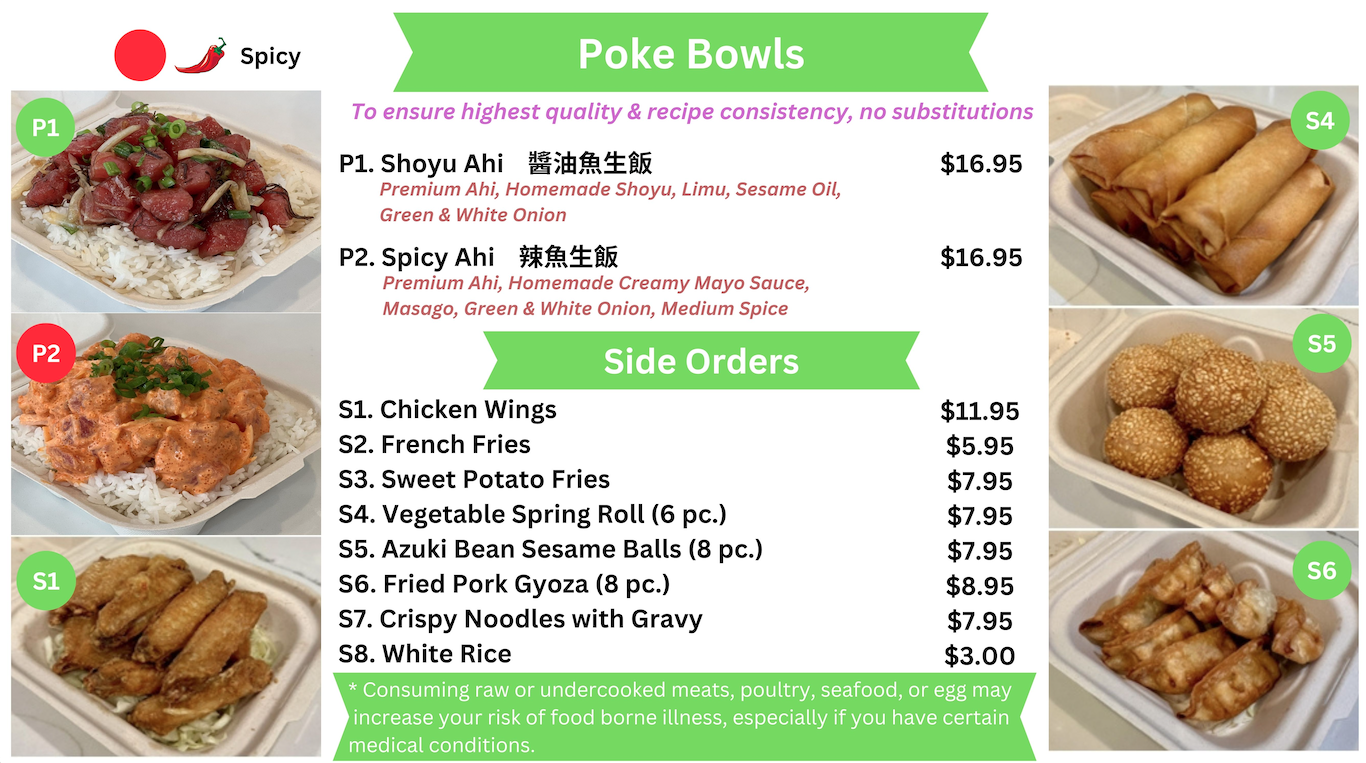 Spicy
Poke Bowls
To ensure highest quality & recipe consistency, no substitutions
P1
P1. Shoyu Ahi 醬油魚生飯 $16.95
Premium Ahi, Homemade Shoyu, Limu, Sesame Oil,
Green & White Onion
P2
P2. Spicy Ahi 辣魚生飯 $16.95
Premium Ahi, Homemade Creamy Mayo Sauce,
Masago, Green & White Onion, Medium Spice
Side Orders
S1. Chicken Wings $11.95
S2. French Fries $5.95
S3. Sweet Potato Fries $7.95
S4. Vegetable Spring Roll (6 pc.) $7.95
S5. Azuki Bean Sesame Balls (8 pc.) $7.95
S6. Fried Pork Gyoza (8 pc.) $8.95
S7. Crispy Noodles with Gravy $7.95
S8. White Rice $3.00
S1
* Consuming raw or undercooked meats, poultry, seafood, or egg may
increase your risk of food borne illness, especially if you have certain
medical conditions.
S4
S5
S6